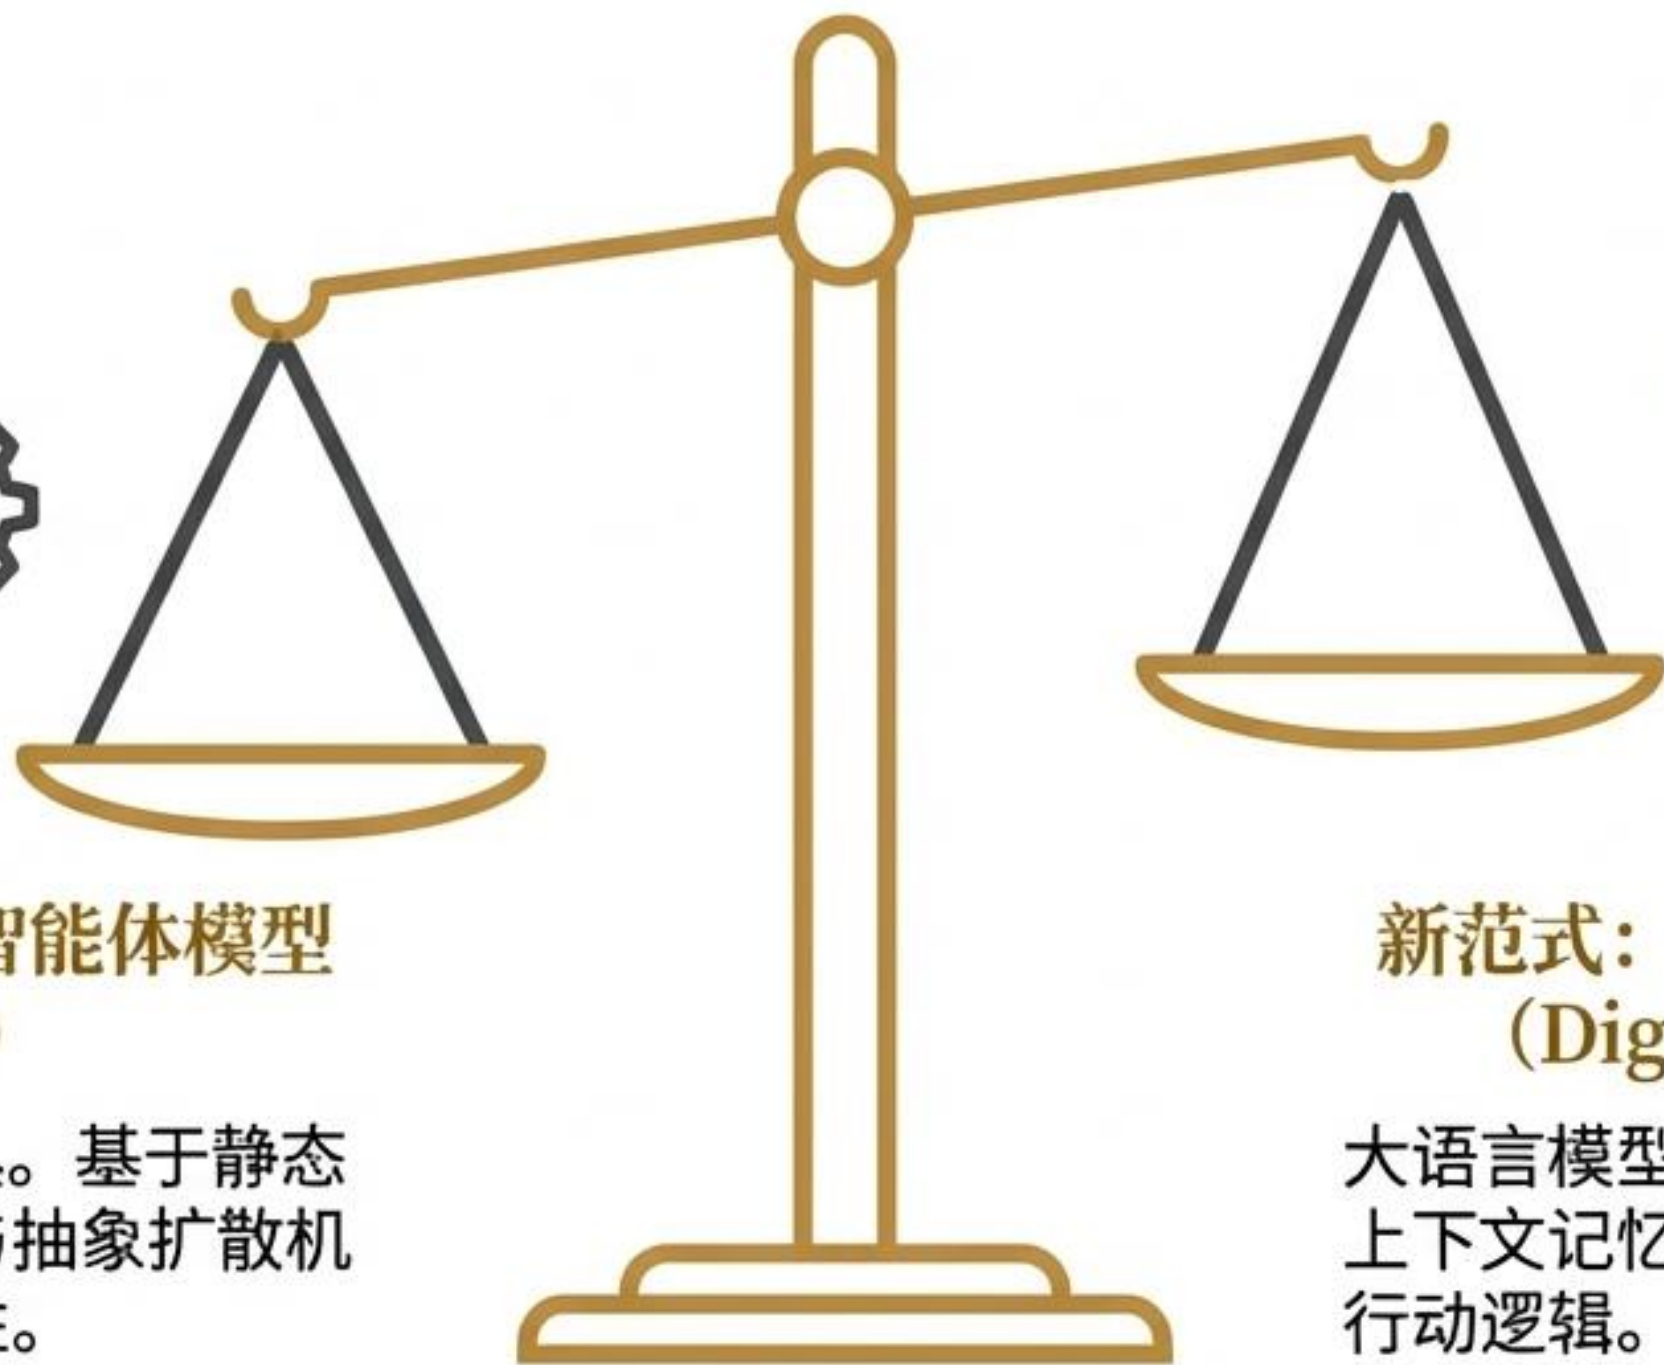 智能体模型
。基于静态
与抽象扩散机
。
新范式：
（Dig
大语言模型
上下文记忆
行动逻辑。